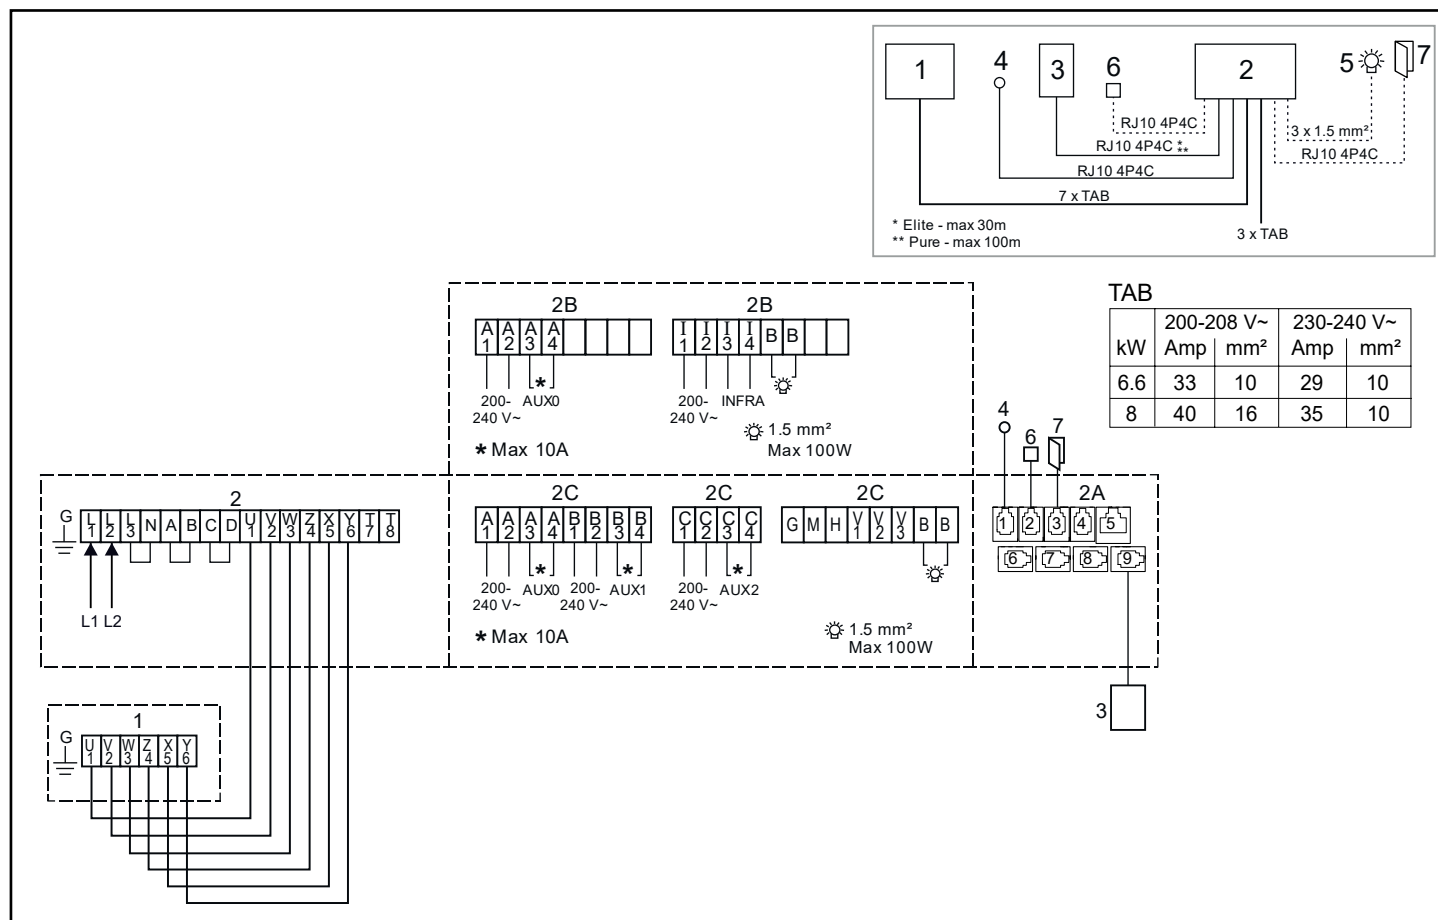 1
4
3
6
2
5
7
RJ10 4P4C
3 x 1.5 mm²
RJ10 4P4C *
**
RJ10 4P4C
RJ10 4P4C
7 x TAB
* Elite - max 30m
** Pure - max 100m
3 x TAB
TAB
200-208 V~ 230-240 V~
kW Amp mm² Amp mm²
6.6 33 10 29 10
8 40 16 35 10
2B
A1 A2 A3 A4
*
200-240 V~
AUX0
* Max 10A
2B
I1 I2 I3 I4 B B
200-240 V~
INFRA
1.5 mm²
Max 100W
4
6
7
2
G
L1 L2 L3 N A B C D U1 V2 W3 Z4 X5 Y6 T7 T8
L1 L2
2C
A1 A2 A3 A4 B1 B2 B3 B4
* *
200-240 V~
AUX0
200-240 V~
AUX1
* Max 10A
2C
C1 C2 C3 C4
*
200-240 V~
AUX2
2C
G M H V1 V2 V3 B B
1.5 mm²
Max 100W
2A
1 2 3 4 5
6 7 8 9
3
1
G
U1 V2 W3 Z4 X5 Y6